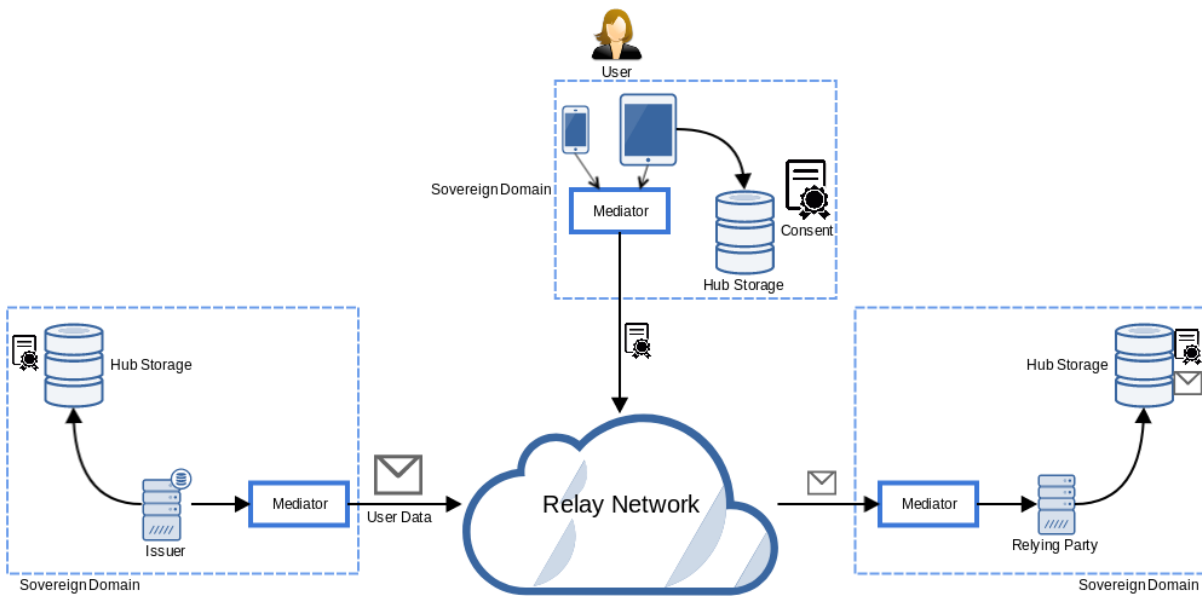 User
Sovereign Domain
Mediator
Consent
Hub Storage
Hub Storage
Hub Storage
Relay Network
Mediator
User Data
Issuer
Sovereign Domain
Mediator
Relying Party
Sovereign Domain